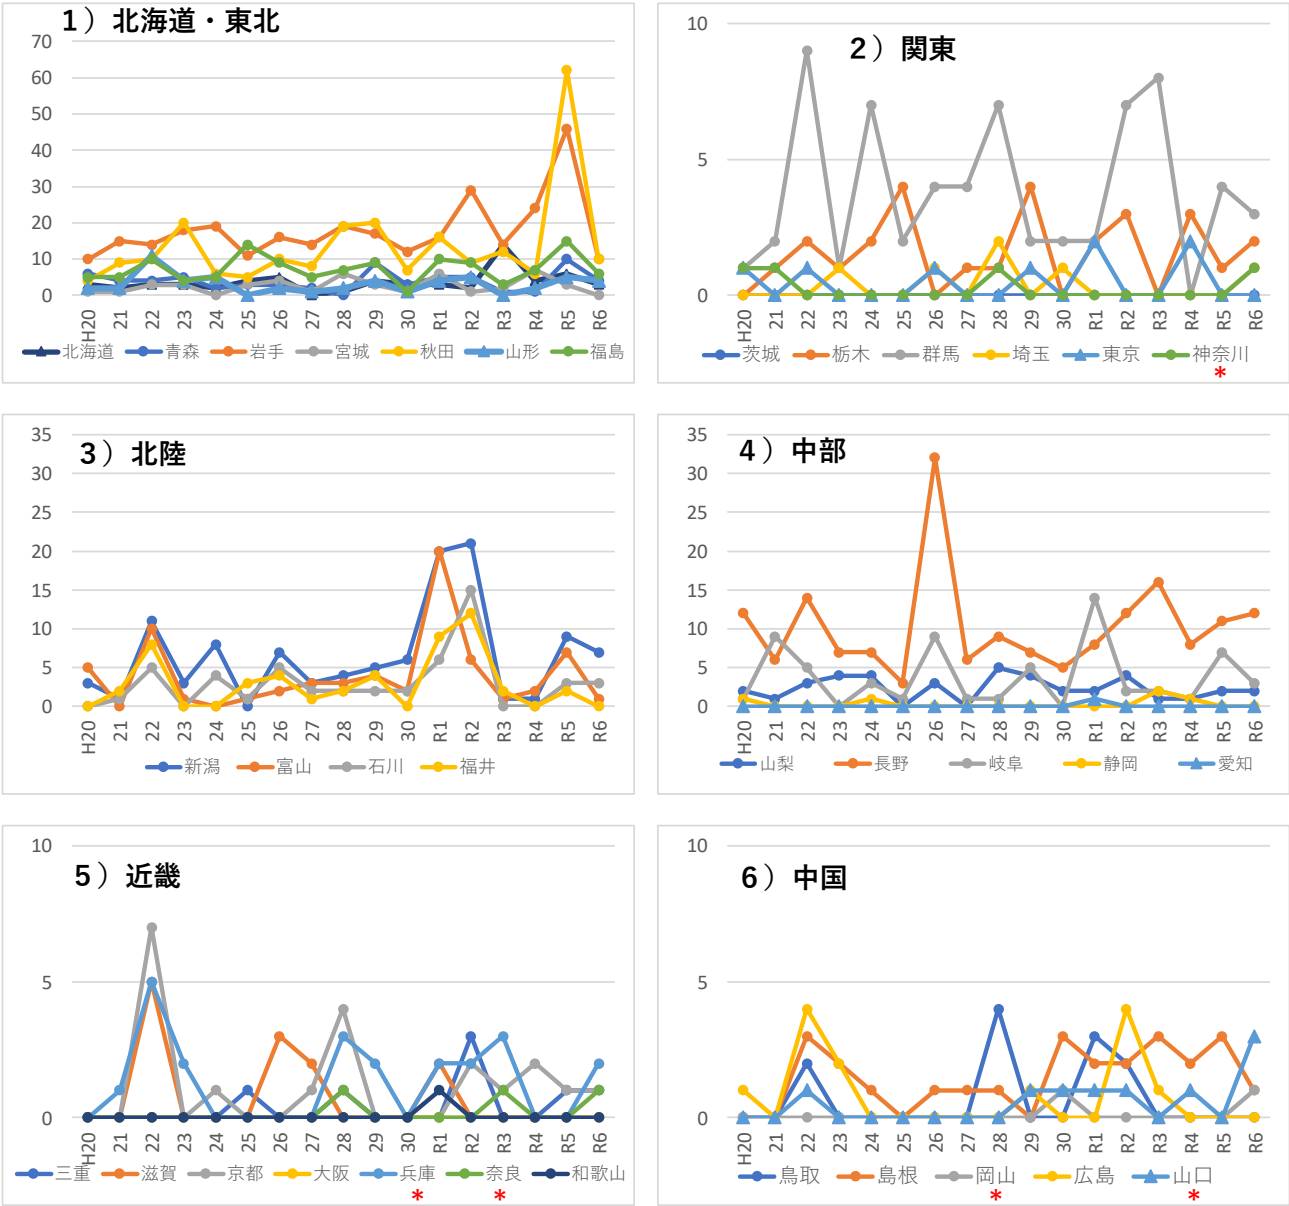 1）北海道・東北
70
60
50
40
30
20
10
0
H20 21 22 23 24 25 26 27 28 29 30 R1 R2 R3 R4 R5 R6
北海道 青森 岩手 宮城 秋田 山形 福島
2）関東
10
5
0
H20 21 22 23 24 25 26 27 28 29 30 R1 R2 R3 R4 R5 R6
茨城 栃木 群馬 埼玉 東京 神奈川
*
3）北陸
35
30
25
20
15
10
5
0
H20 21 22 23 24 25 26 27 28 29 30 R1 R2 R3 R4 R5 R6
新潟 富山 石川 福井
4）中部
35
30
25
20
15
10
5
0
H20 21 22 23 24 25 26 27 28 29 30 R1 R2 R3 R4 R5 R6
山梨 長野 岐阜 静岡 愛知
5）近畿
10
5
0
H20 21 22 23 24 25 26 27 28 29 30 R1 R2 R3 R4 R5 R6
三重 滋賀 京都 大阪 兵庫 奈良 和歌山
* *
6）中国
10
5
0
H20 21 22 23 24 25 26 27 28 29 30 R1 R2 R3 R4 R5 R6
鳥取 島根 岡山 広島 山口
* *